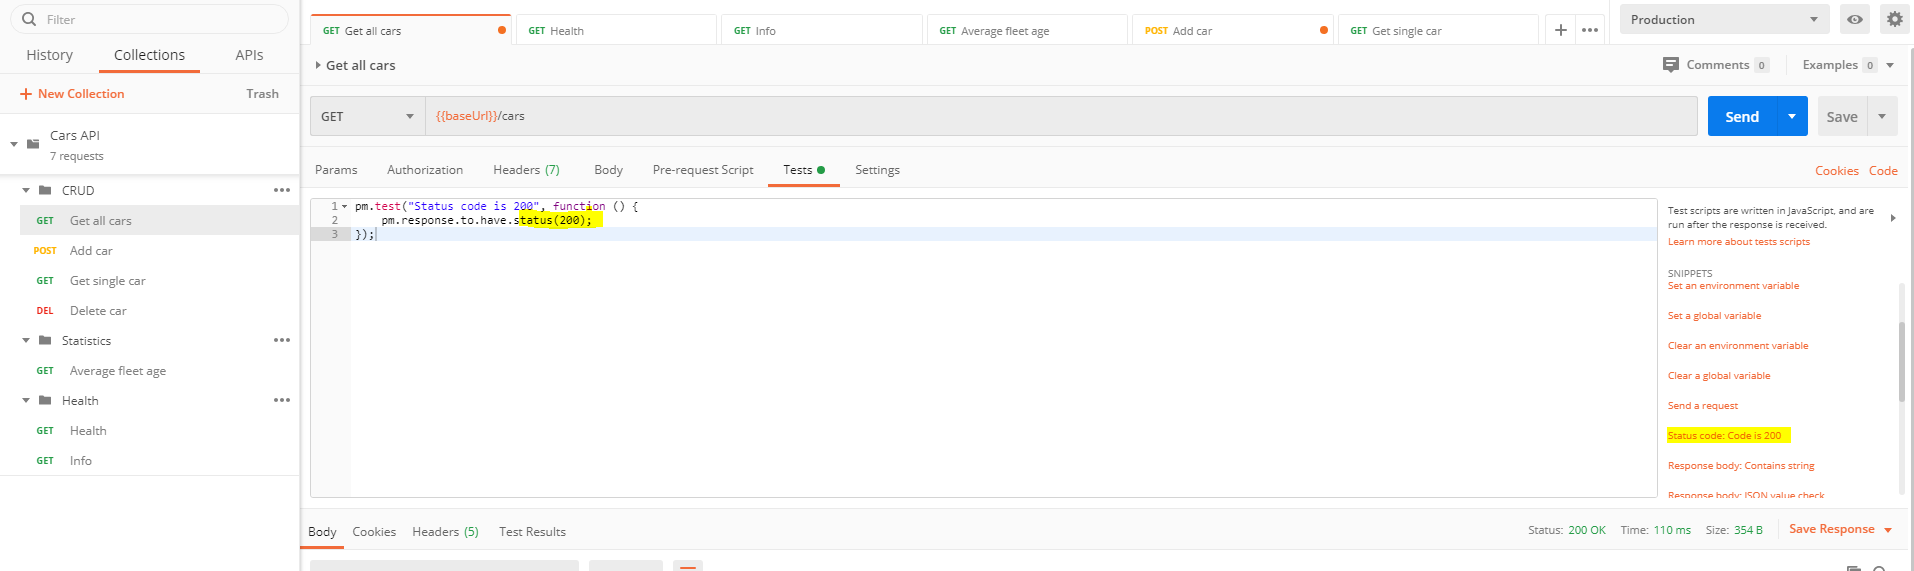 Filter
History Collections APIs
+ New Collection Trash
Cars API
7 requests
CRUD
GET Get all cars
POST Add car
GET Get single car
DEL Delete car
Statistics
GET Average fleet age
Health
GET Health
GET Info
GET Get all cars
GET Health
GET Info
GET Average fleet age
POST Add car
GET Get single car
Production
Get all cars
Comments 0
Examples 0
GET
{{baseUrl}}/cars
Send
Save
Params Authorization Headers (7) Body Pre-request Script Tests Settings
Cookies Code
1 pm.test("Status code is 200", function () {
2 pm.response.to.have.status(200);
3 });
Test scripts are written in JavaScript, and are
run after the response is received.
Learn more about tests scripts
SNIPPETS
Set an environment variable
Set a global variable
Clear an environment variable
Clear a global variable
Send a request
Status code: Code is 200
Response body: Contains string
Response body: JSON value check
Body Cookies Headers (5) Test Results
Status: 200 OK Time: 110 ms Size: 354 B
Save Response